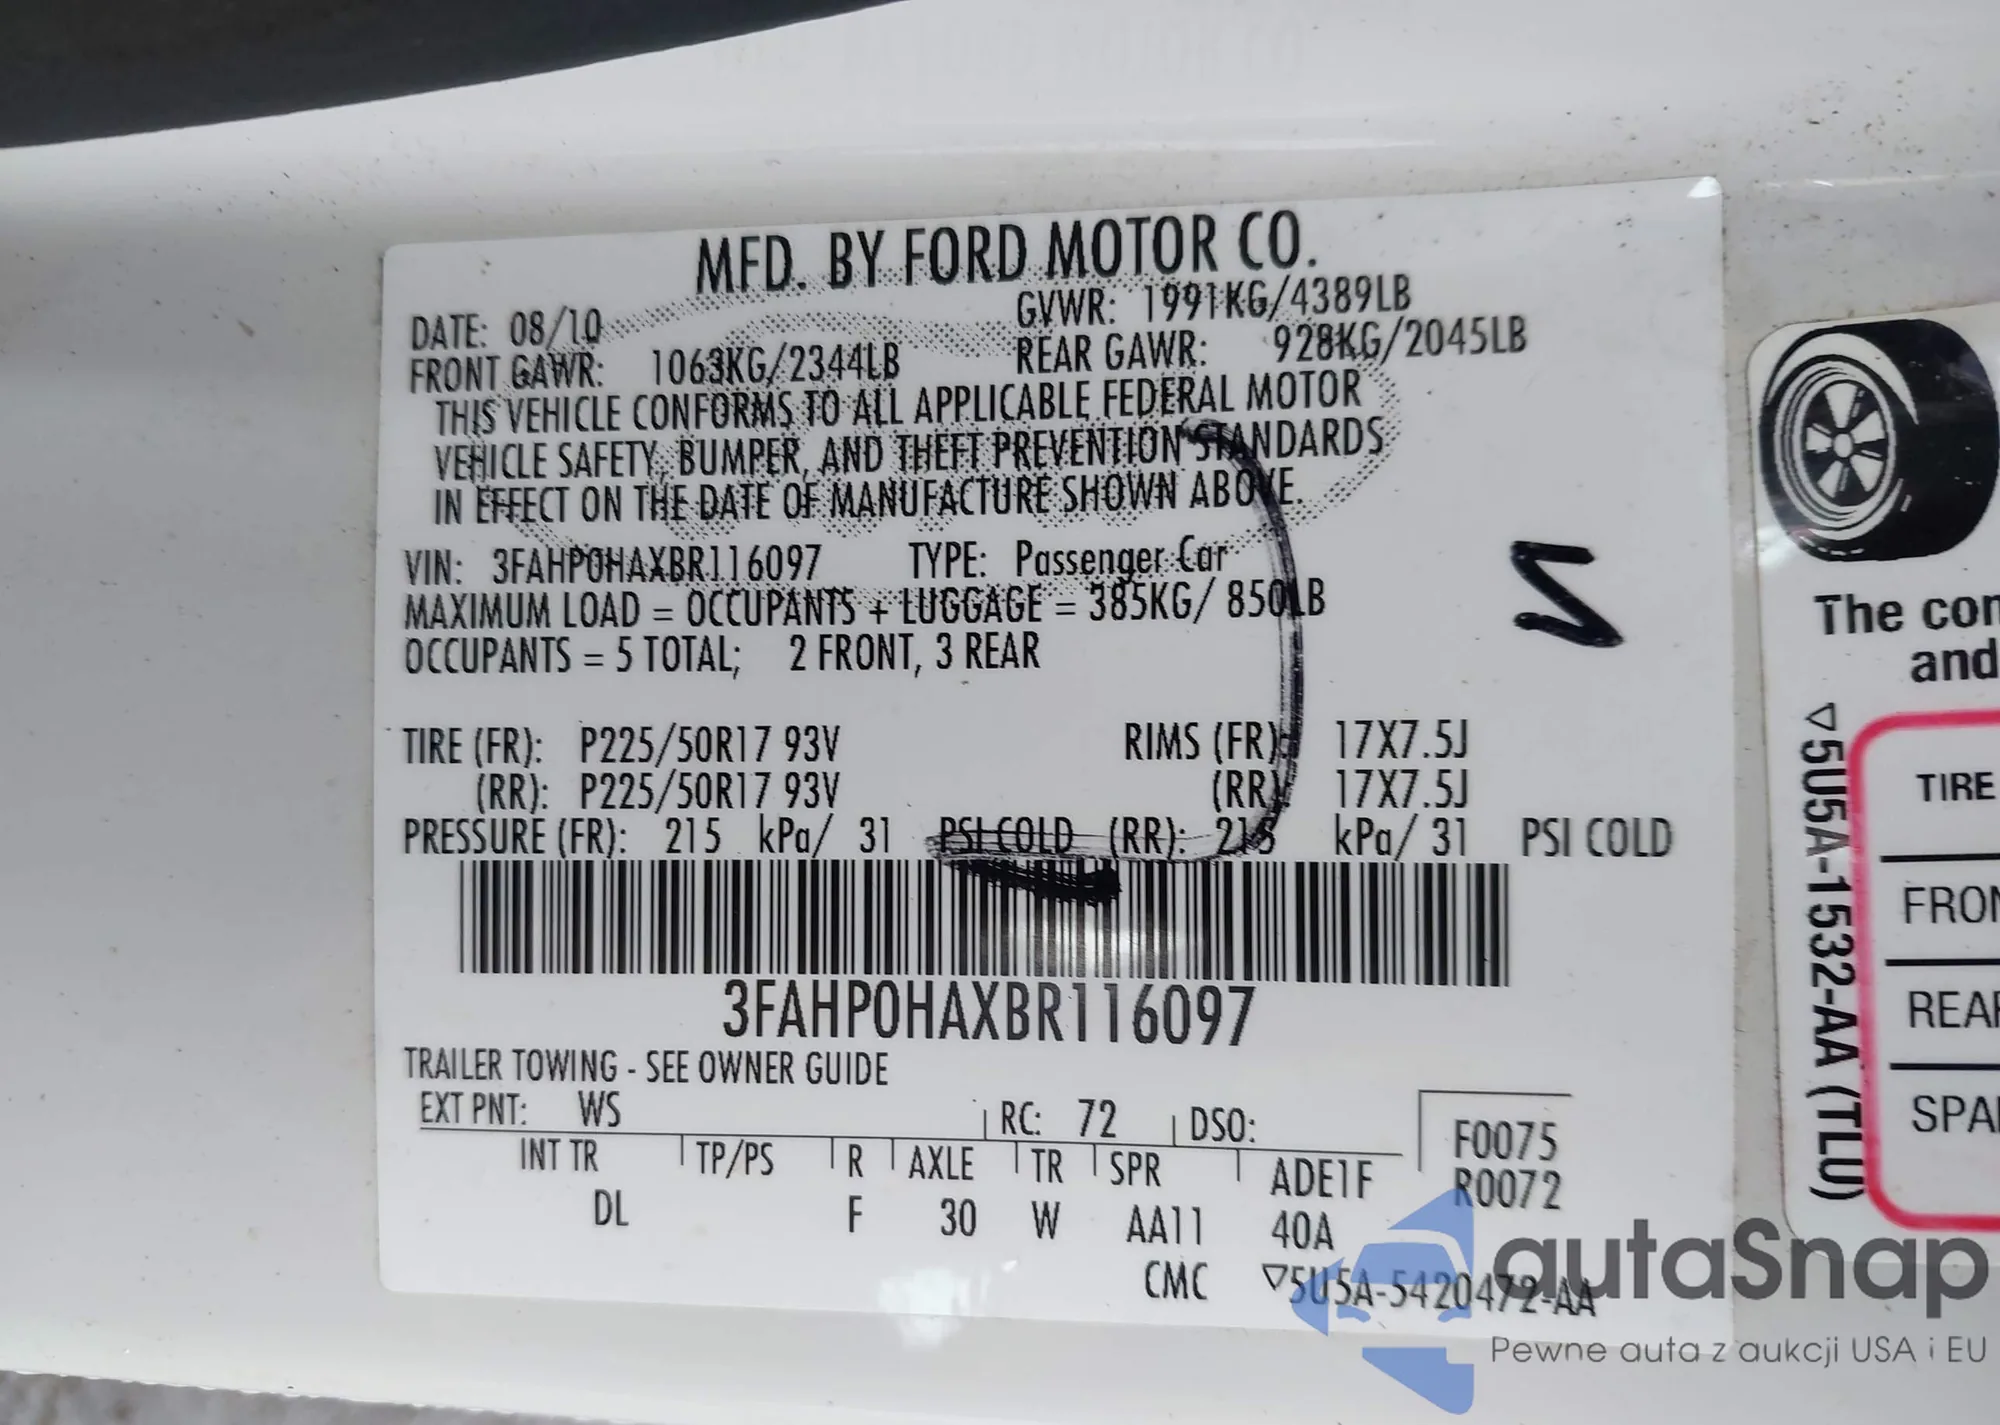 MFD. BY FORD MOTOR CO.
DATE: 08/10 GVWR: 1991KG/4389LB
FRONT GAWR: 1063KG/2344LB REAR GAWR: 928KG/2045LB
THIS VEHICLE CONFORMS TO ALL APPLICABLE FEDERAL MOTOR
VEHICLE SAFETY, BUMPER, AND THEFT PREVENTION STANDARDS
IN EFFECT ON THE DATE OF MANUFACTURE SHOWN ABOVE.
VIN: 3FAHP0HAXBR116097 TYPE: Passenger Car
MAXIMUM LOAD = OCCUPANTS + LUGGAGE = 385KG/ 850LB
OCCUPANTS = 5 TOTAL; 2 FRONT, 3 REAR
TIRE (FR): P225/50R17 93V RIMS (FR): 17X7.5J
(RR): P225/50R17 93V (RR): 17X7.5J
PRESSURE (FR): 215 kPa/ 31 PSI COLD (RR): 215 kPa/ 31 PSI COLD
3FAHP0HAXBR116097
TRAILER TOWING - SEE OWNER GUIDE
EXT PNT: WS RC: 72 DSO:
F0075
R0072
INT TR TP/PS R AXLE TR SPR ADE1F
DL F 30 W AA11 40A
CMC ▽5U5A-5420472-AA
The con
and
▽5U5A-1532-AA (TLU)
TIRE
FRON
REAR
SPAR
autaSnap
Pewne auta z aukcji USA i EU